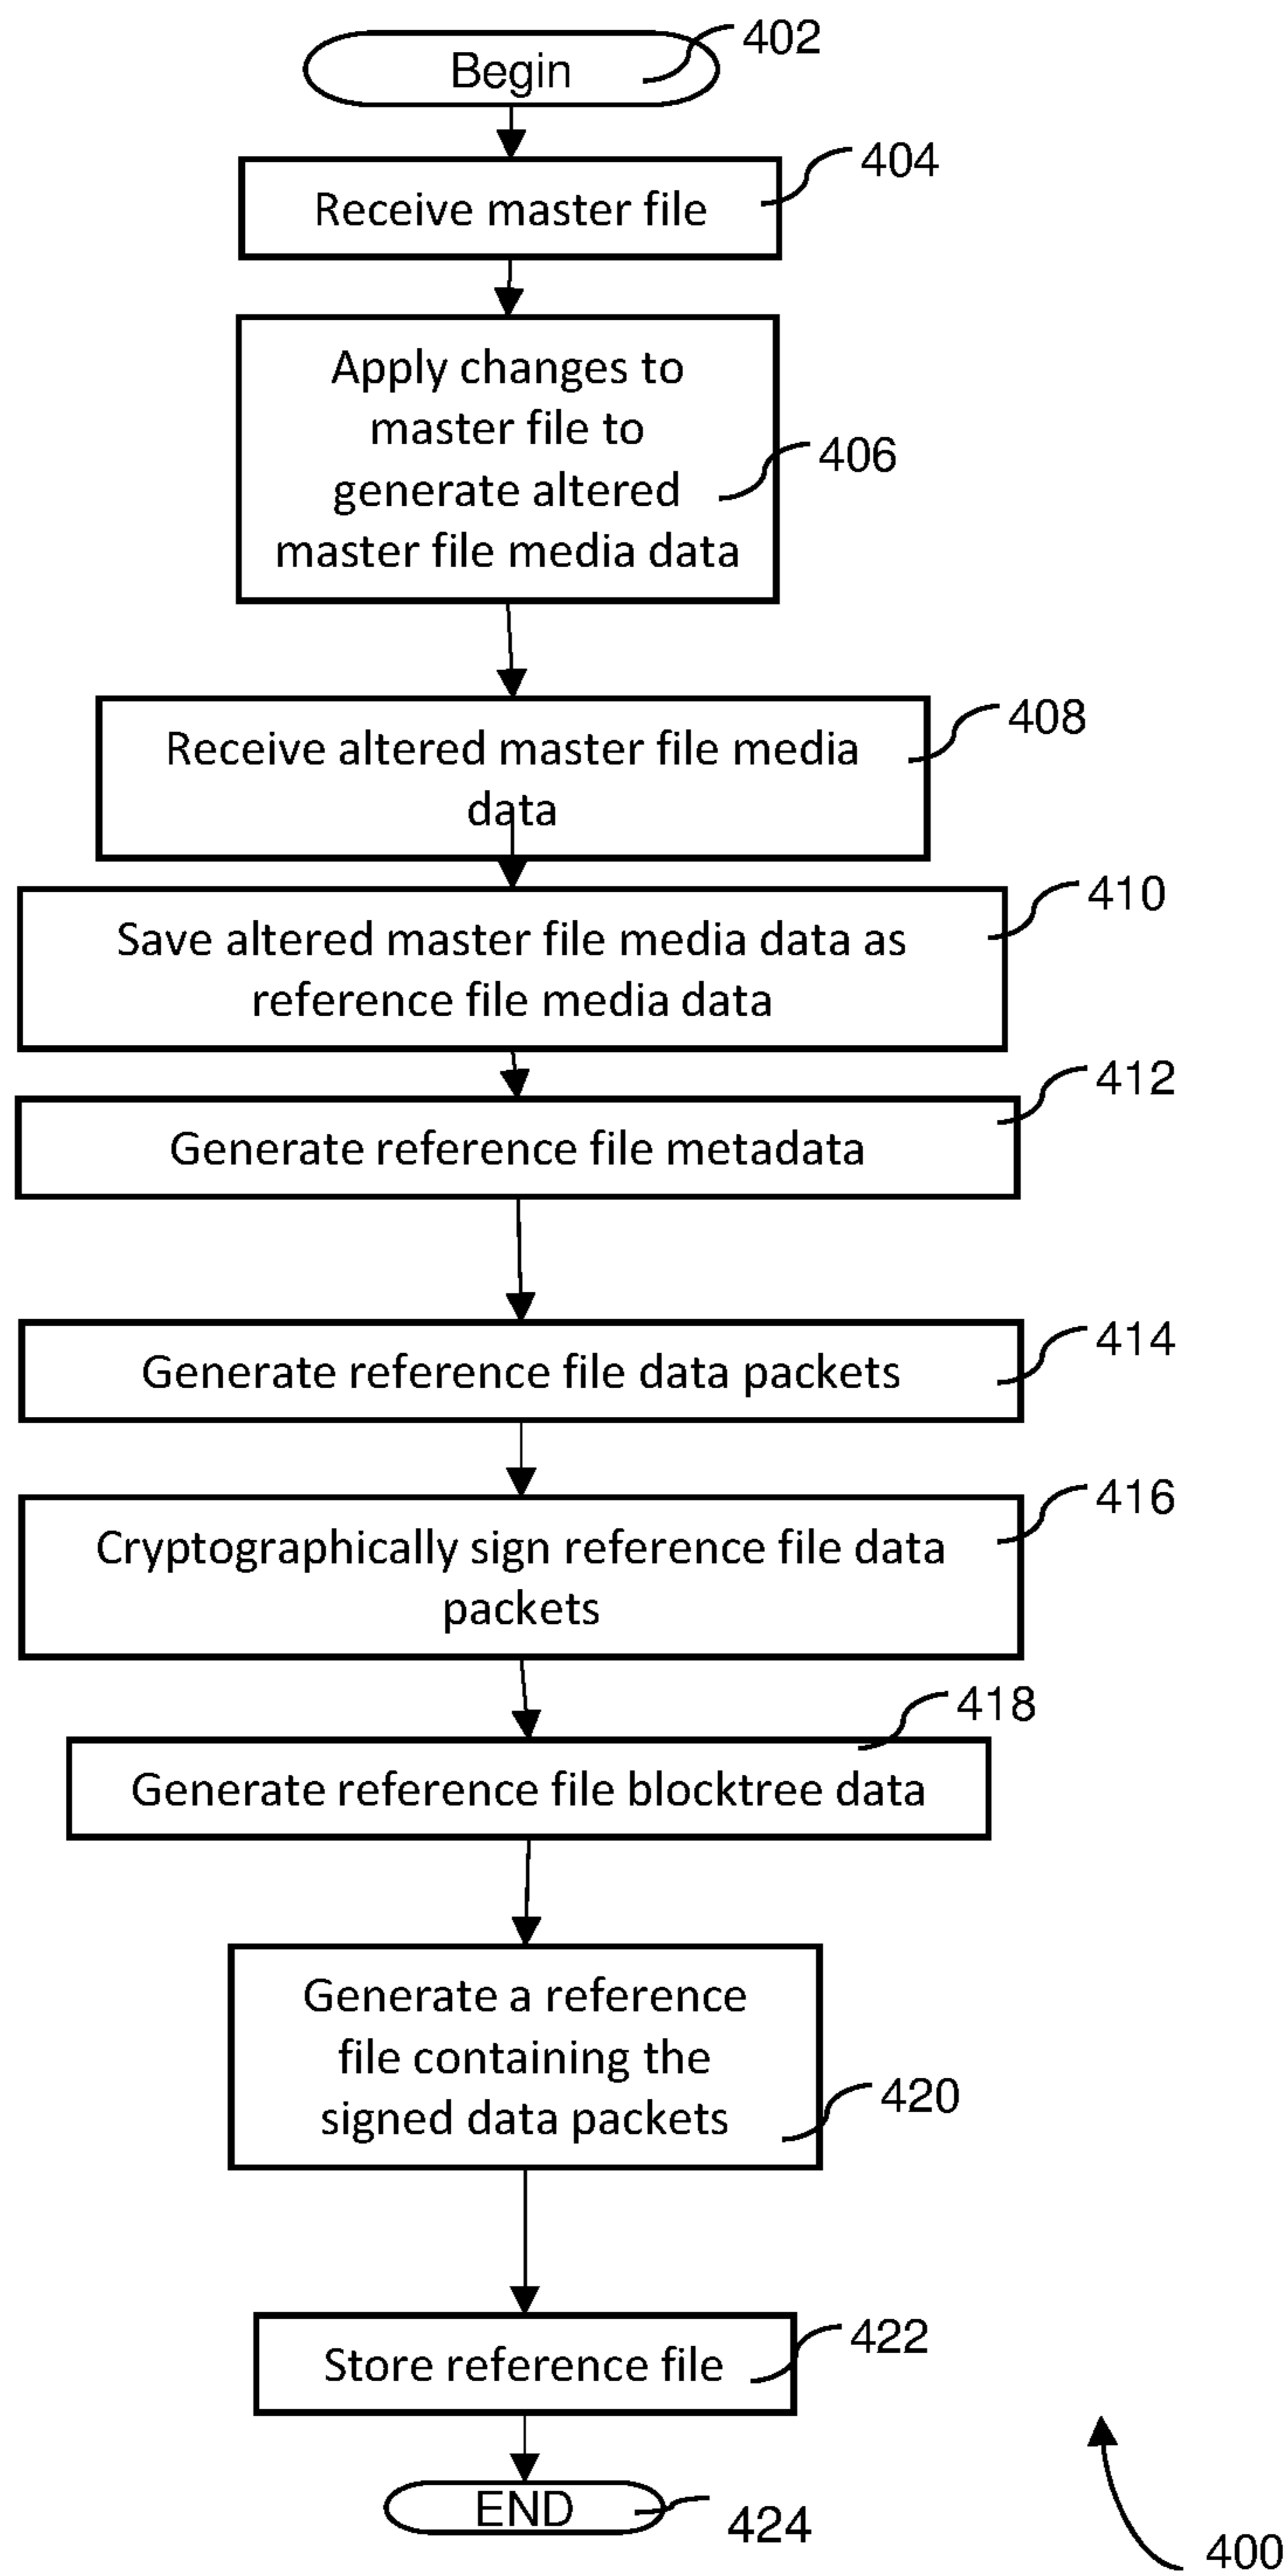 Begin
402
Receive master file
404
Apply changes to
master file to
generate altered
master file media data
406
Receive altered master file media
data
408
Save altered master file media data as
reference file media data
410
Generate reference file metadata
412
Generate reference file data packets
414
Cryptographically sign reference file data
packets
416
Generate reference file blocktree data
418
Generate a reference
file containing the
signed data packets
420
Store reference file
422
END
424
400